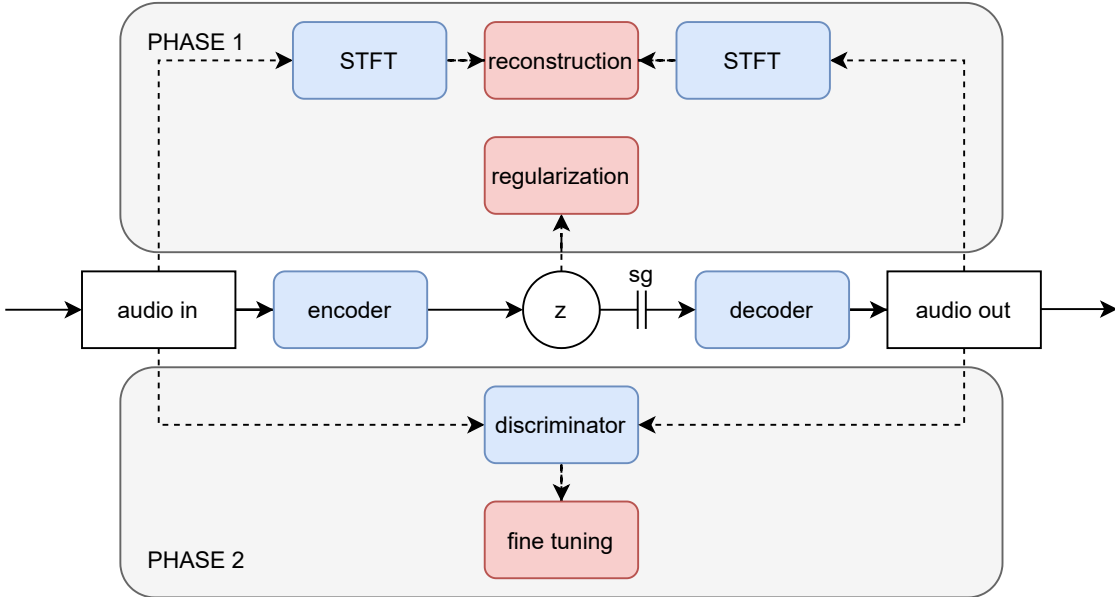 PHASE 1
STFT
reconstruction
STFT
regularization
audio in
encoder
z
sg
decoder
audio out
discriminator
fine tuning
PHASE 2